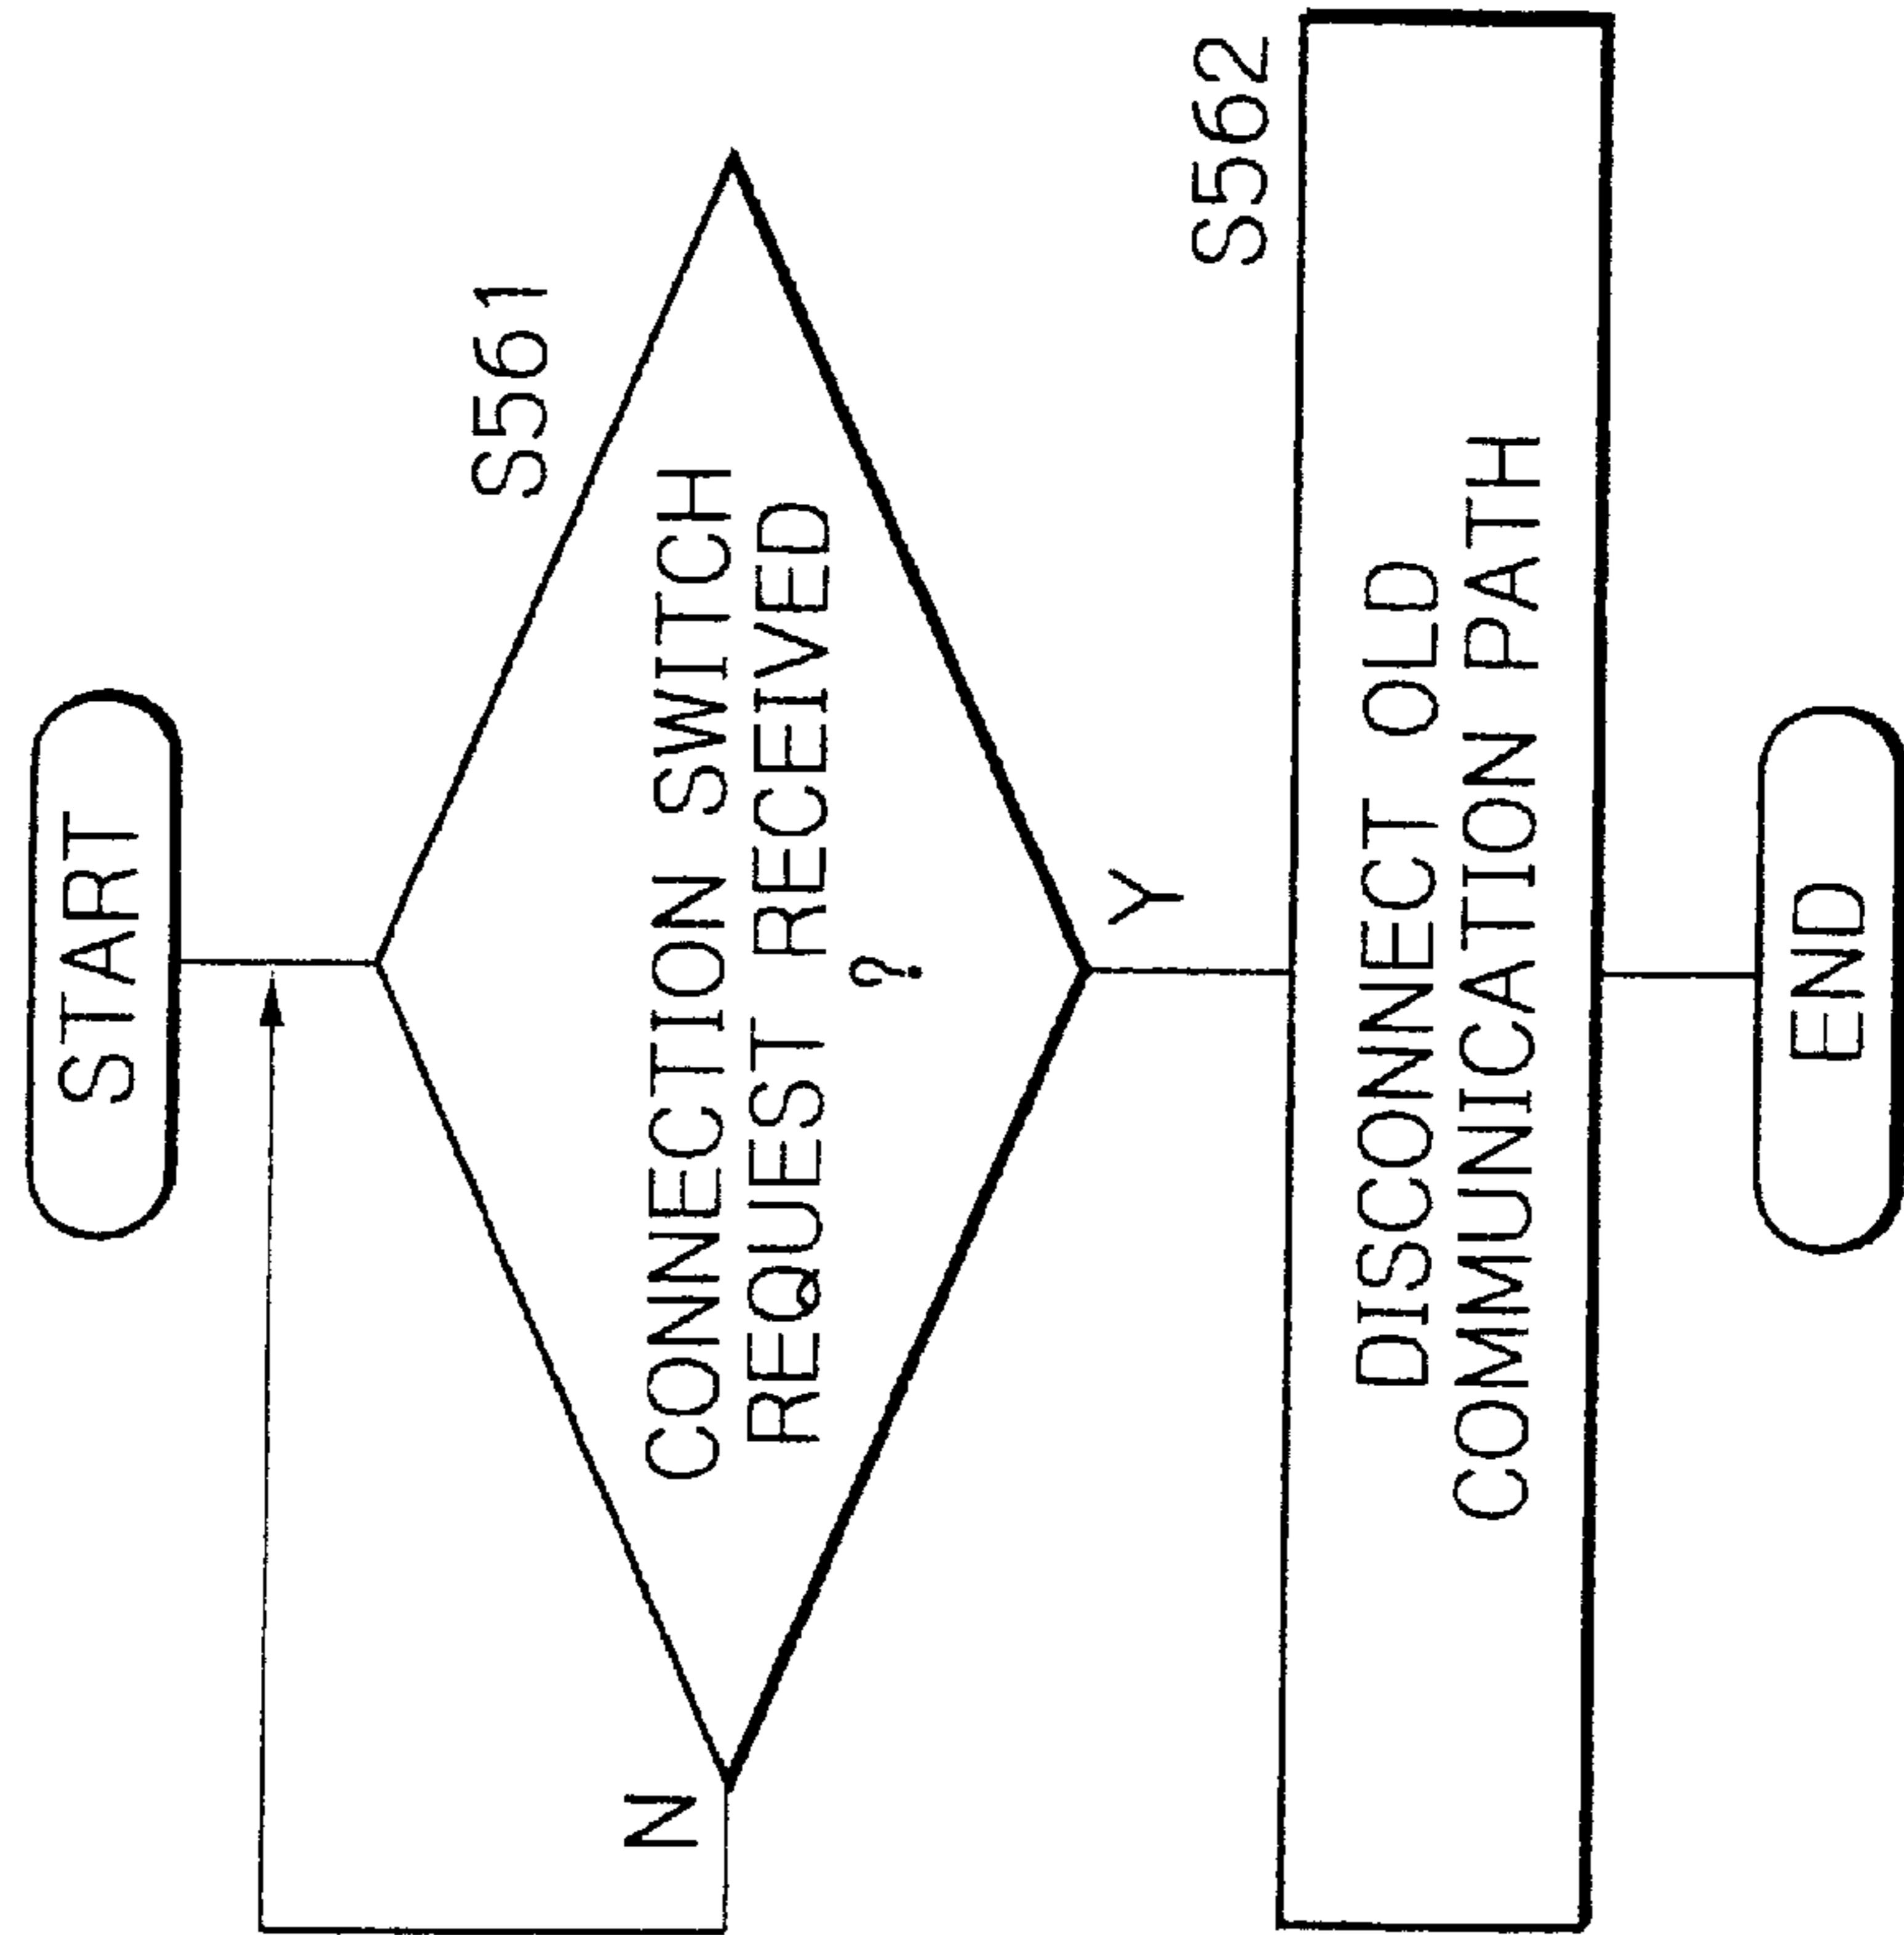 START
S561
CONNECTION SWITCH
REQUEST RECEIVED
?
N
Y
S562
DISCONNECT OLD
COMMUNICATION PATH
END